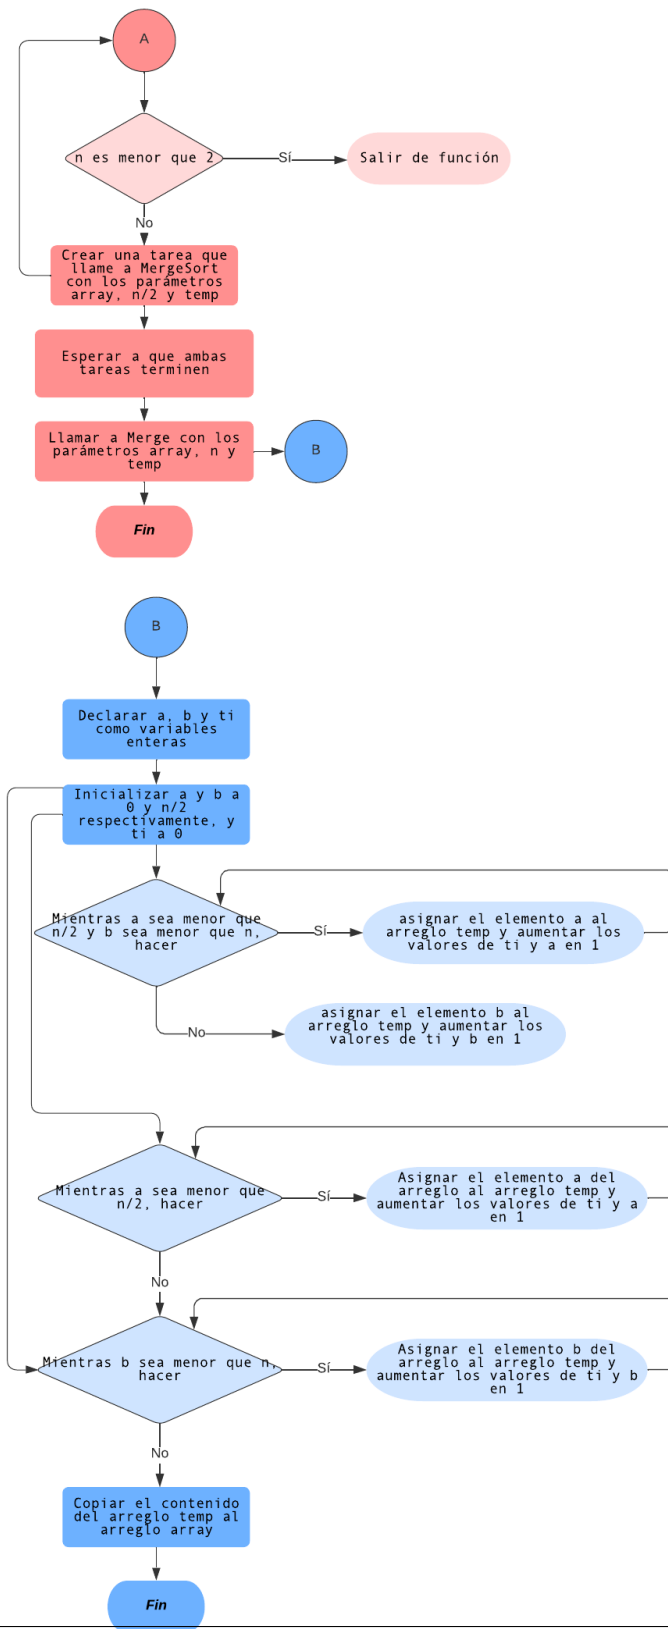 A
n es menor que 2
Sí
Salir de función
No
Crear una tarea que
llame a MergeSort
con los parámetros
array, n/2 y temp
Esperar a que ambas
tareas terminen
Llamar a Merge con los
parámetros array, n y
temp
B
Fin
B
Declarar a, b y ti
como variables
enteras
Inicializar a y b a
0 y n/2
respectivamente, y
ti a 0
Mientras a sea menor que
n/2 y b sea menor que n,
hacer
Sí
asignar el elemento a al
arreglo temp y aumentar los
valores de ti y a en 1
No
asignar el elemento b al
arreglo temp y aumentar los
valores de ti y b en 1
Mientras a sea menor que
n/2, hacer
Sí
Asignar el elemento a del
arreglo al arreglo temp y
aumentar los valores de ti y a
en 1
No
Mientras b sea menor que n,
hacer
Sí
Asignar el elemento b del
arreglo al arreglo temp y
aumentar los valores de ti y b
en 1
No
Copiar el contenido
del arreglo temp al
arreglo array
Fin